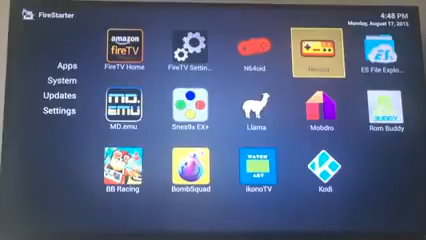 FireStarter
4:48 PM
Monday, August 17, 2015
Apps
System
Updates
Settings
amazon
fireTV
FireTV Home
FireTV Settin...
N64oid
ES File Explo...
MD.
EMU
MD.emu
Snes9x EX+
Llama
Mobdro
BUDDY
Rom Buddy
BB Racing
BombSquad
WATCH
ART
IkonoTV
Kodi